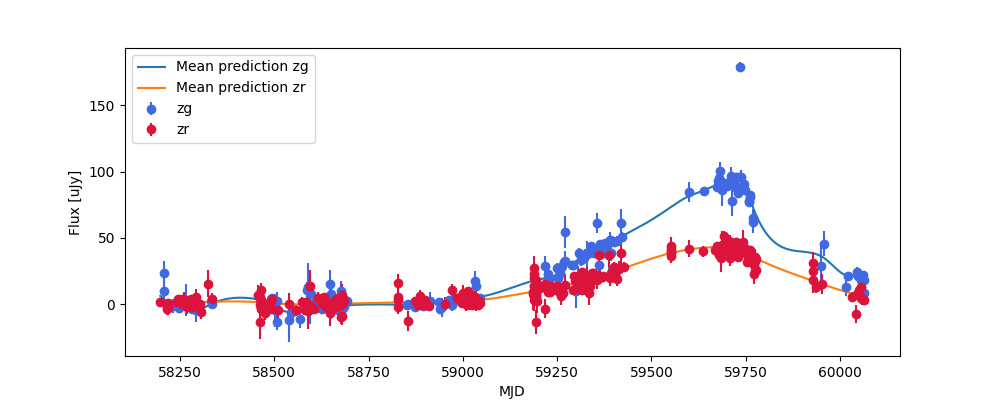 Mean prediction zg
Mean prediction zr
zg
zr
150
100
50
0
Flux [uJy]
58250 58500 58750 59000 59250 59500 59750 60000
MJD